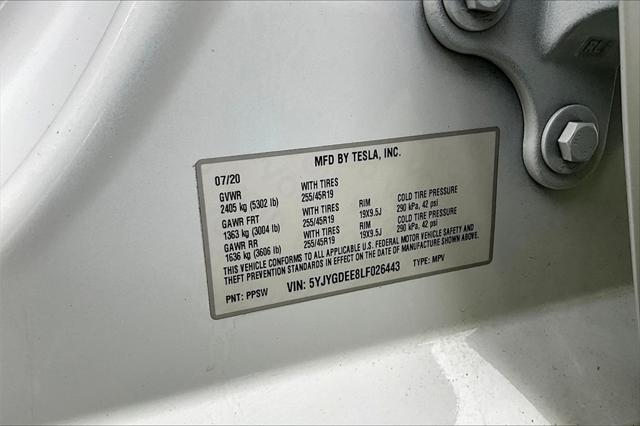 MFD BY TESLA, INC.
07/20
GVWR WITH TIRES RIM COLD TIRE PRESSURE
2405 kg (5302 lb) 255/45R19 19X9.5J 290 kPa, 42 psi
GAWR FRT WITH TIRES RIM COLD TIRE PRESSURE
1363 kg (3004 lb) 255/45R19 19X9.5J 290 kPa, 42 psi
GAWR RR WITH TIRES
1636 kg (3606 lb) 255/45R19
THIS VEHICLE CONFORMS TO ALL APPLICABLE U.S. FEDERAL MOTOR VEHICLE SAFETY AND
THEFT PREVENTION STANDARDS IN EFFECT ON THE DATE OF MANUFACTURE SHOWN ABOVE.
PNT: PPSW VIN: 5YJYGDEE8LF026443 TYPE: MPV